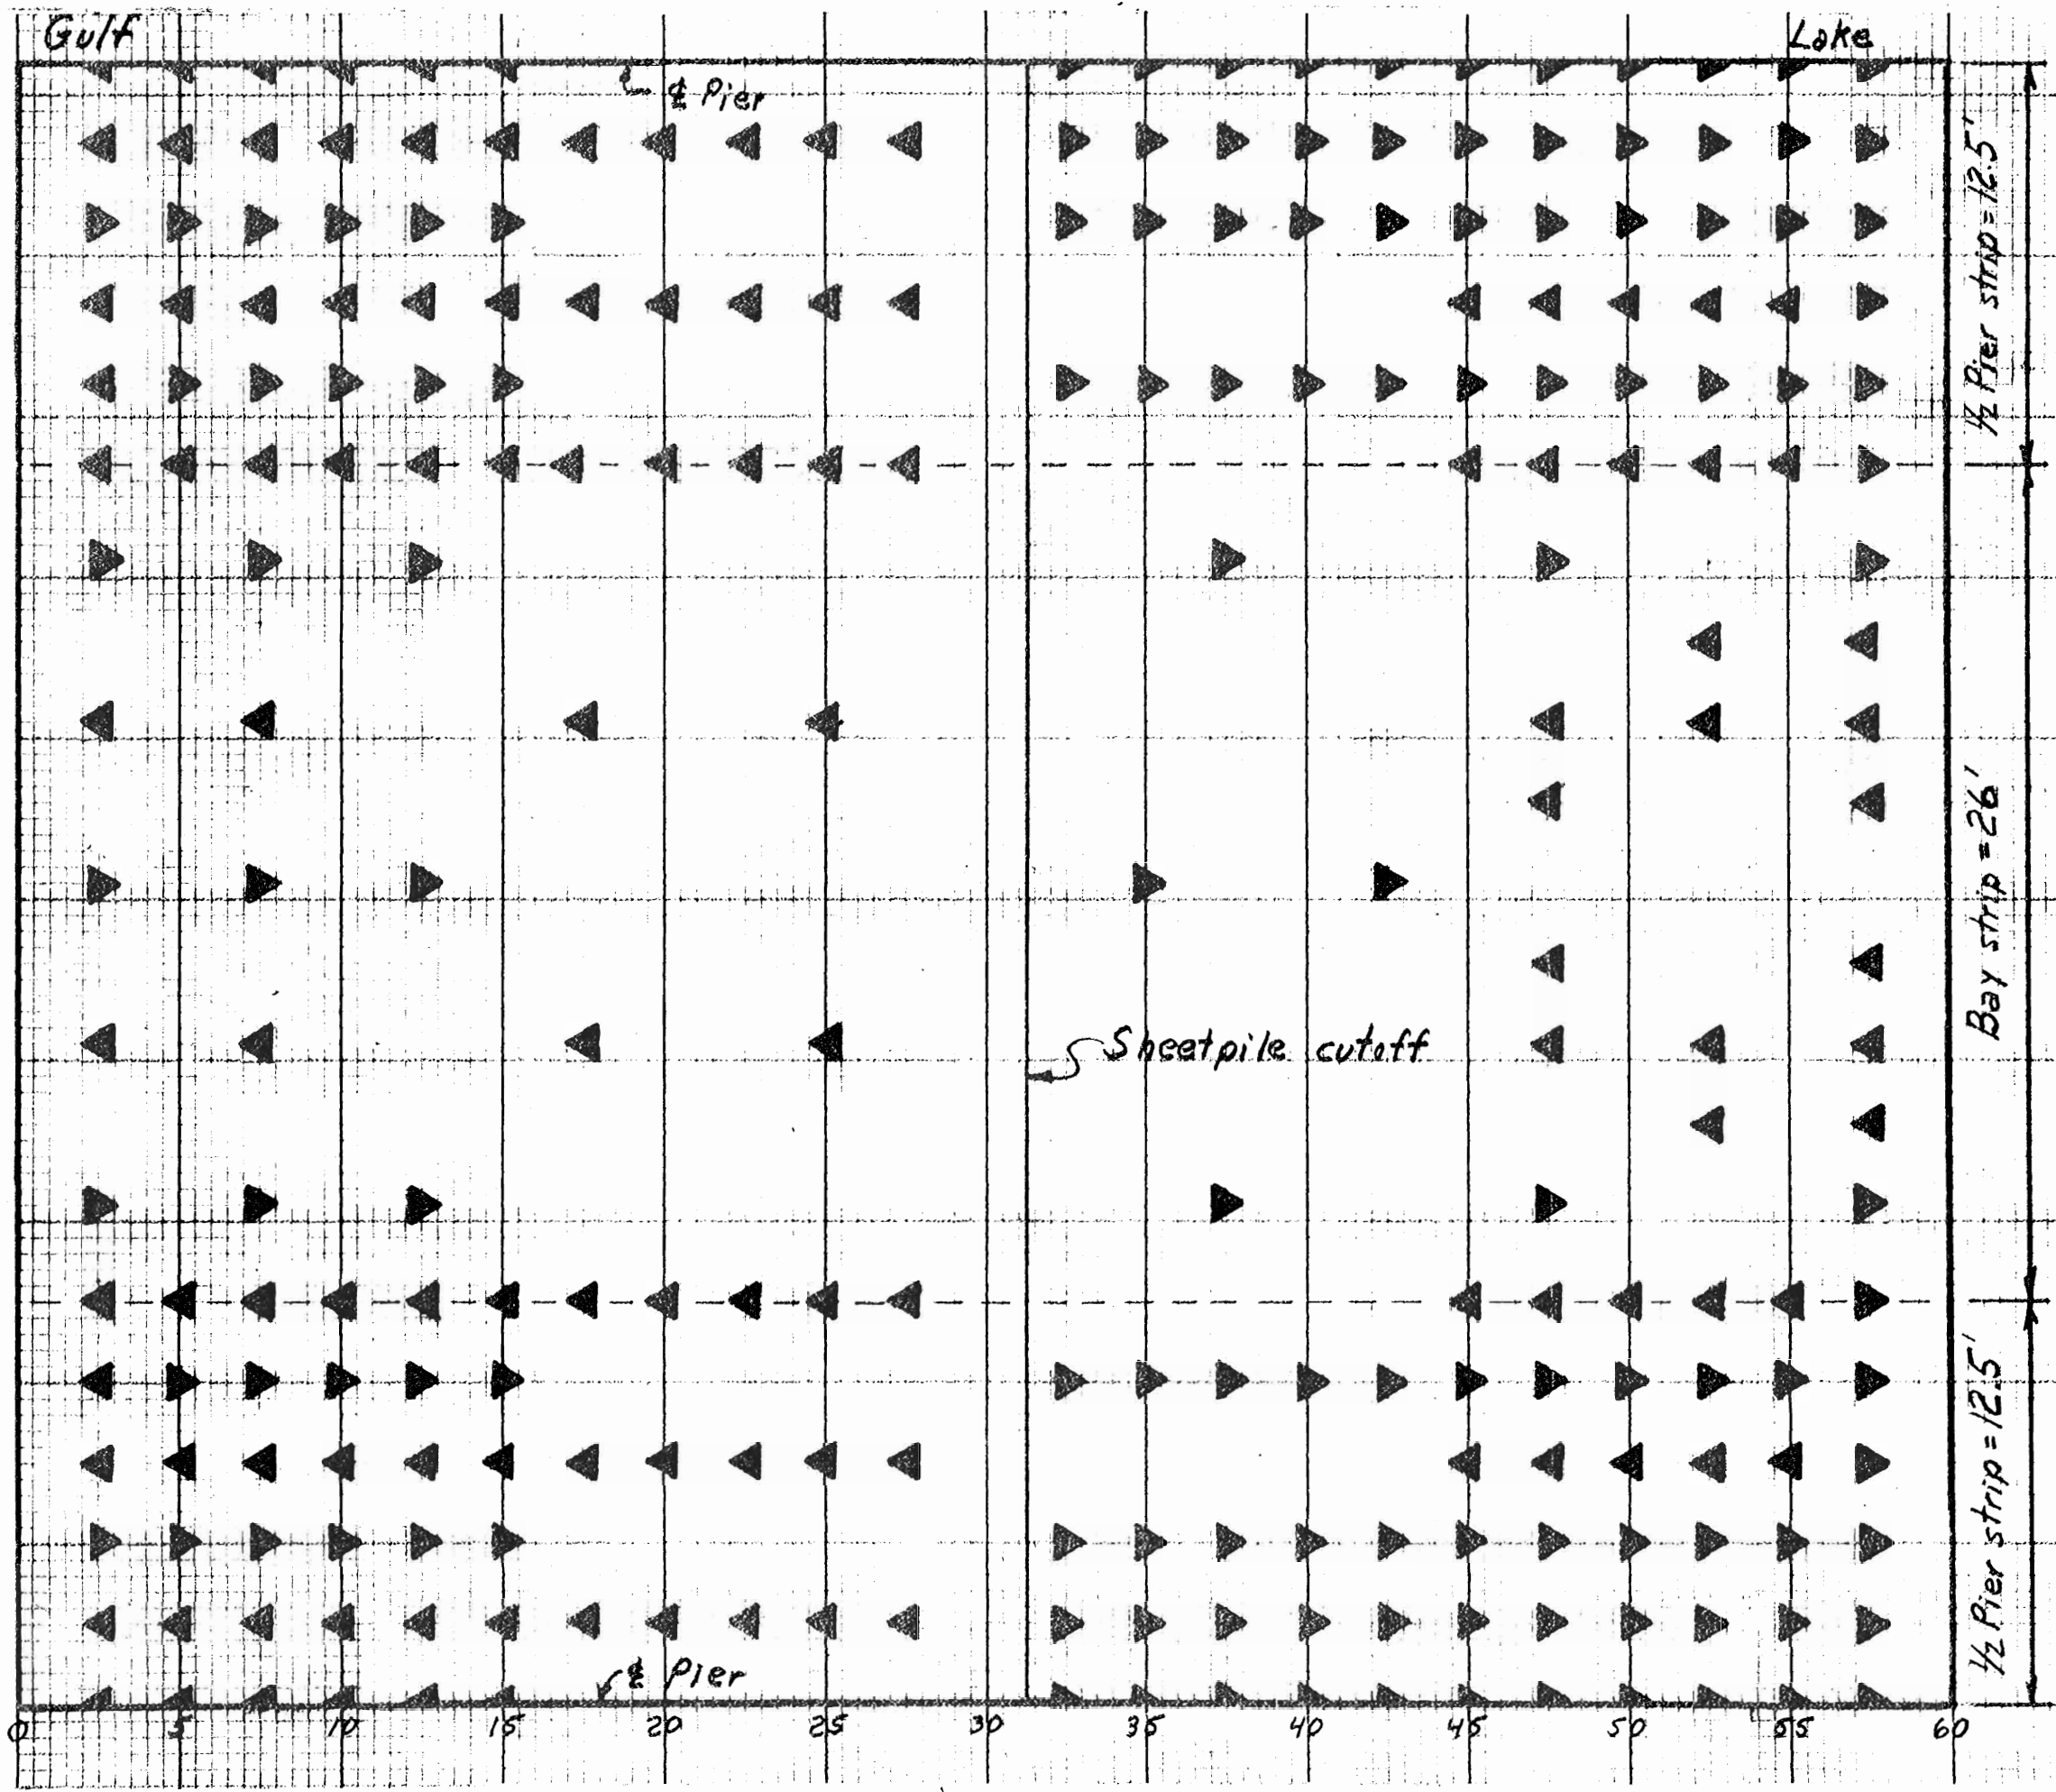 Gulf
Lake
℄ Pier
1/2 Pier strip = 12.5'
Bay strip = 26'
Sheetpile cutoff
1/2 Pier strip = 12.5'
℄ Pier
0 5 10 15 20 25 30 35 40 45 50 55 60